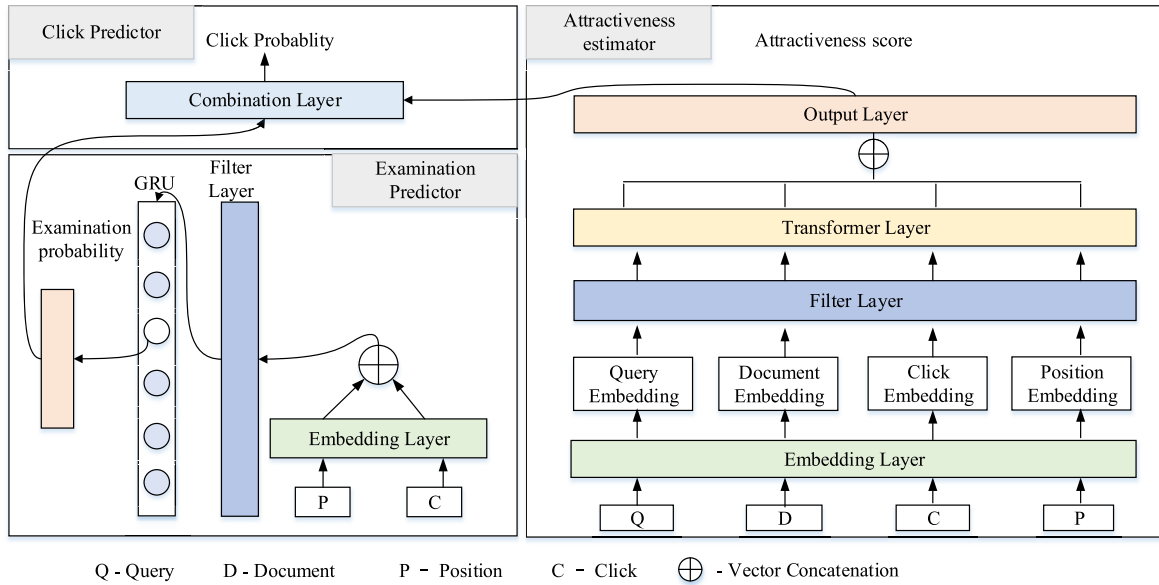 Click Predictor
Click Probablity
Combination Layer
Attractiveness
estimator
Attractiveness score
Output Layer
Transformer Layer
Filter Layer
Query
Embedding
Document
Embedding
Click
Embedding
Position
Embedding
Embedding Layer
Q
D
C
P
Examination
Predictor
Filter
Layer
GRU
Examination
probability
Embedding Layer
P
C
Q - Query D - Document P - Position C - Click - Vector Concatenation